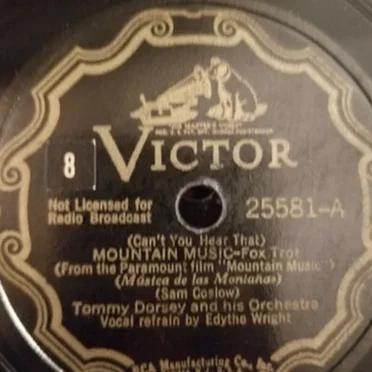 "HIS MASTER'S VOICE"
8
VICTOR
Not Licensed for
Radio Broadcast
25581-A
(Can't You Hear That)
MOUNTAIN MUSIC-Fox Trot
(From the Paramount film "Mountain Music")
(Música de las Montañas)
(Sam Coslow)
Tommy Dorsey and his Orchestra
Vocal refrain by Edythe Wright
RCA Manufacturing Co., Inc.